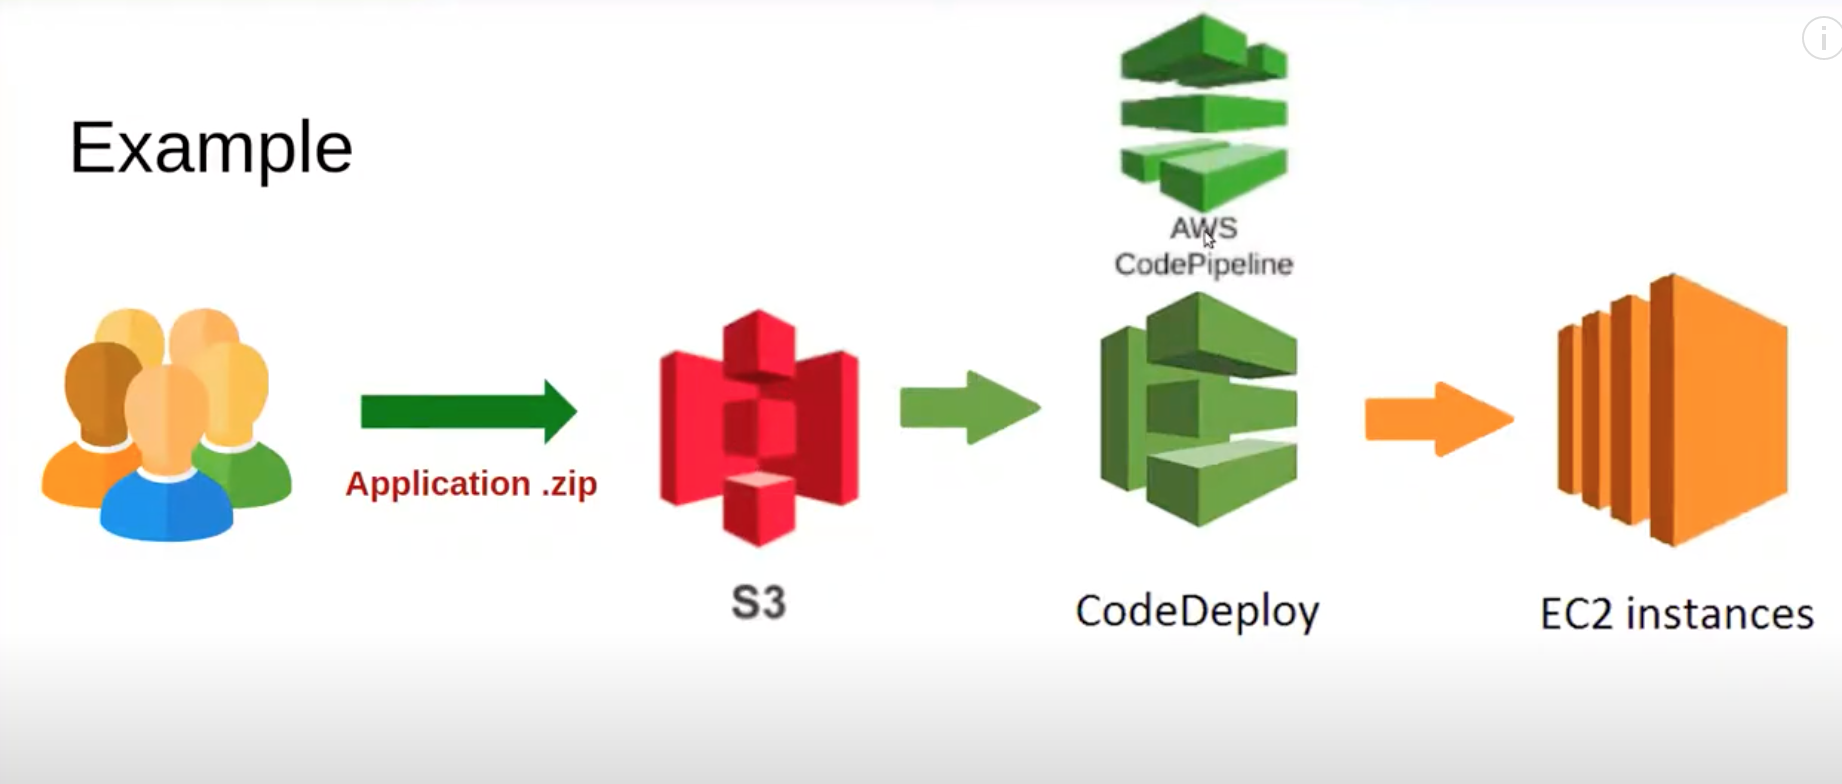 Example
AWS
CodePipeline
Application .zip
S3
CodeDeploy
EC2 instances